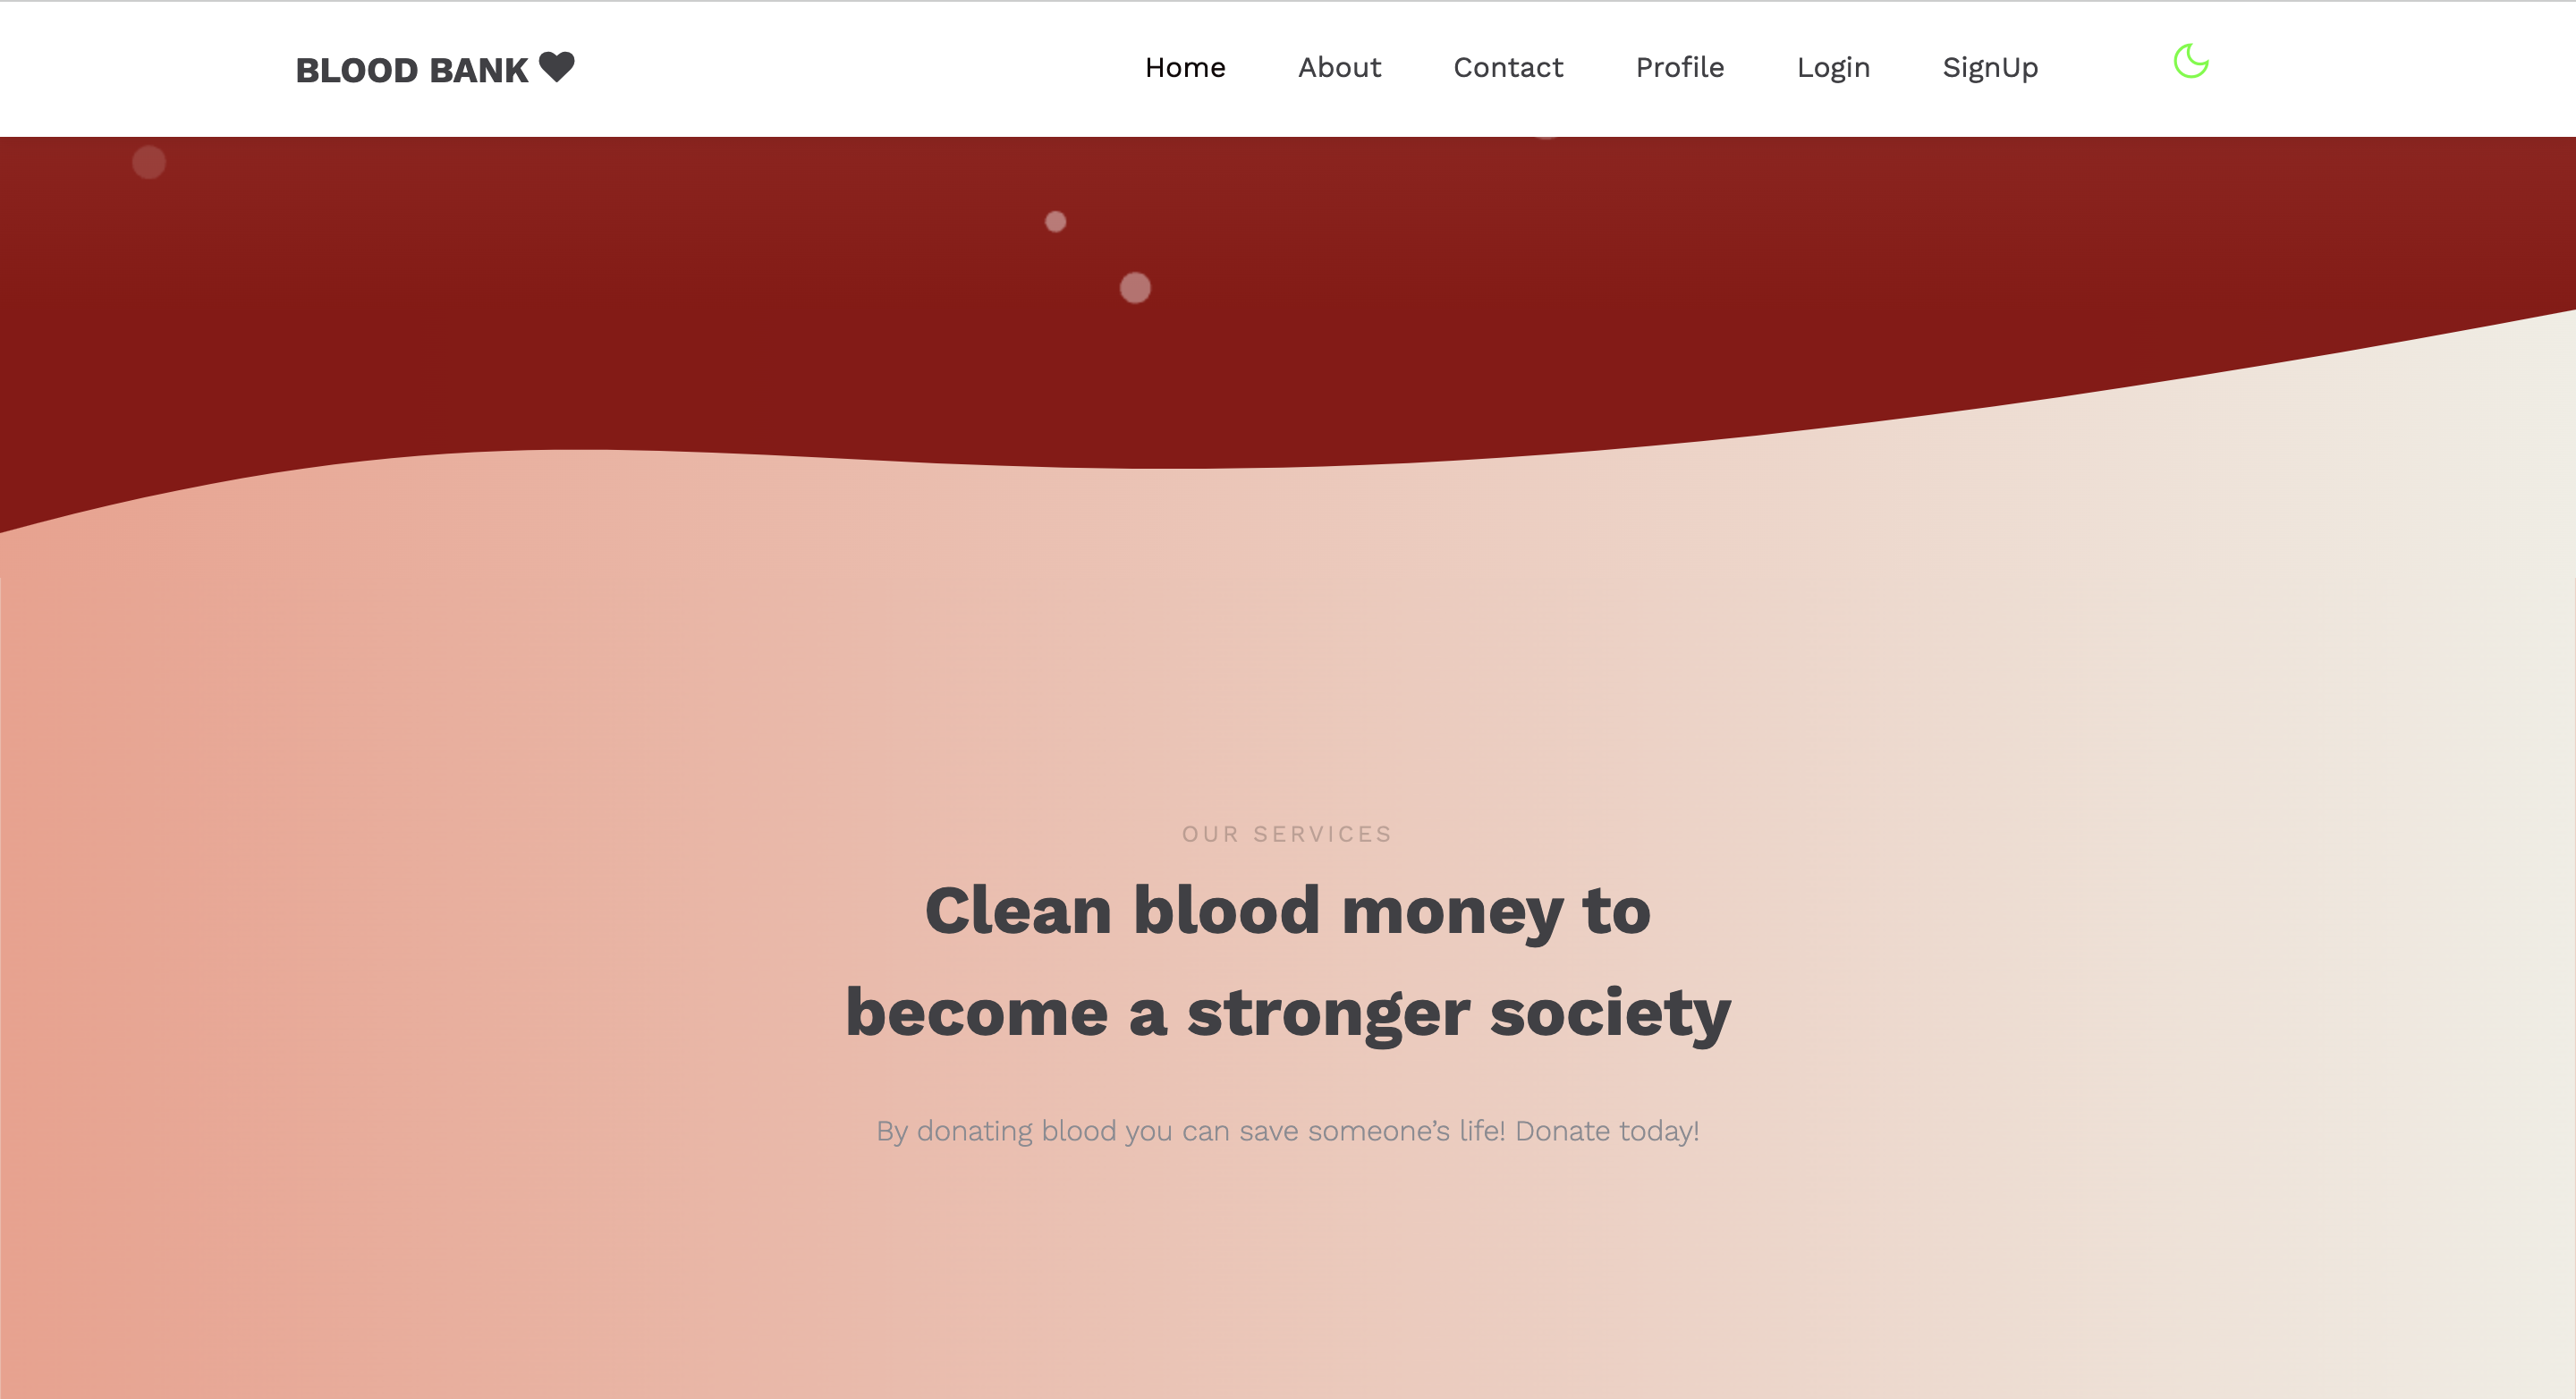 BLOOD BANK
Home About Contact Profile Login SignUp
OUR SERVICES
Clean blood money to
become a stronger society
By donating blood you can save someone’s life! Donate today!